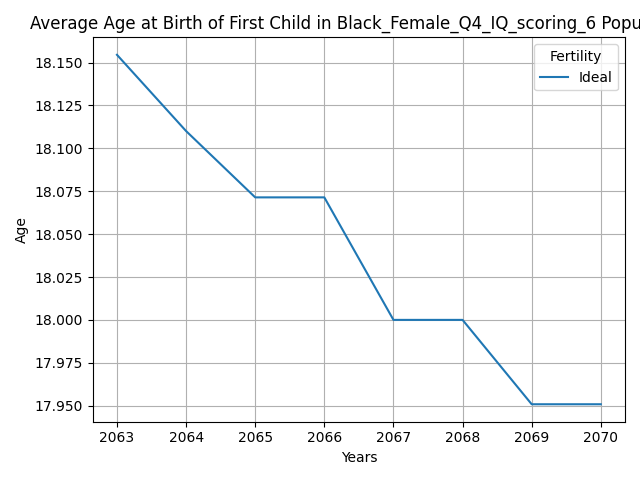 Average Age at Birth of First Child in Black_Female_Q4_IQ_scoring_6 Popu
Fertility
Ideal
18.150
18.125
18.100
18.075
18.050
18.025
18.000
17.975
17.950
Age
2063 2064 2065 2066 2067 2068 2069 2070
Years